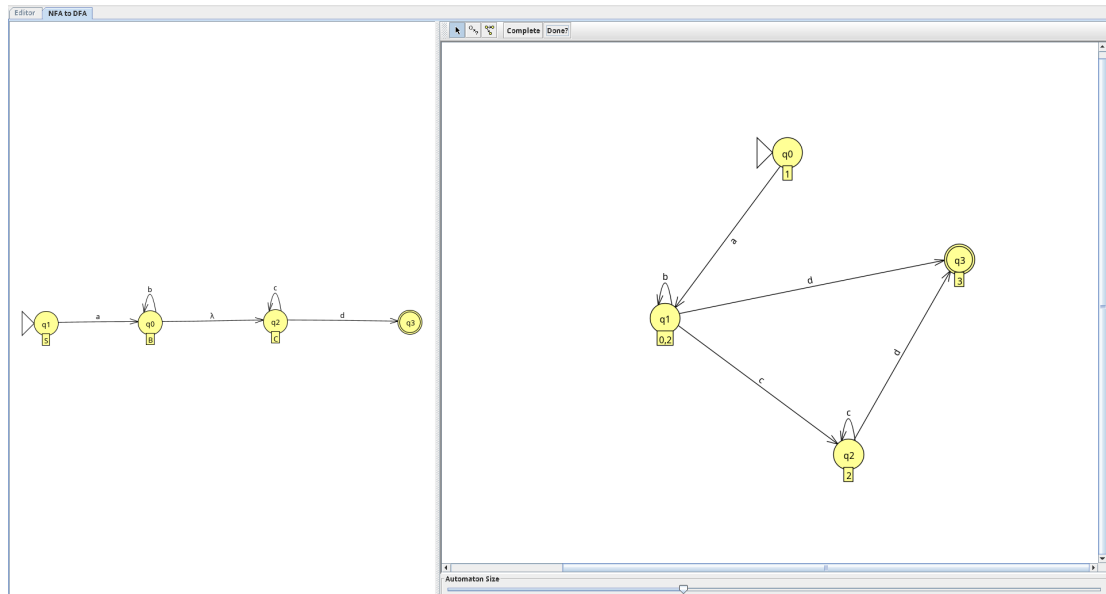 Editor NFA to DFA
Complete Done?
q0
1
a
q3
3
d
b
q1
0,2
c
d
c
q2
2
b
c
q1
a
q0
λ
q2
d
q3
S
B
C
Automaton Size